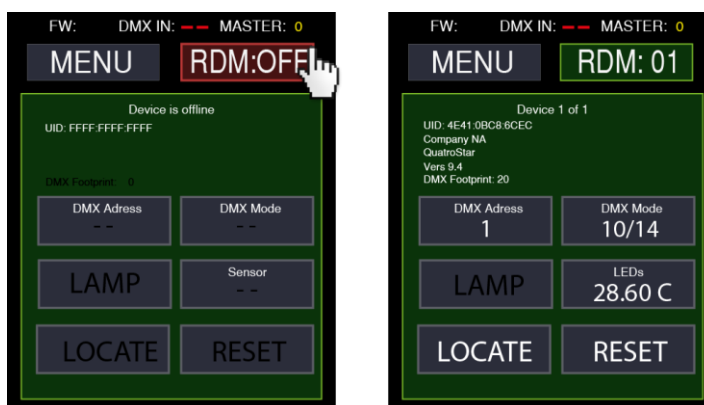 FW: DMX IN: -- MASTER: 0
MENU RDM:OFF
Device is offline
UID: FFFF:FFFF:FFFF
DMX Footprint: 0
DMX Adress DMX Mode
-- --
LAMP Sensor
--
LOCATE RESET
FW: DMX IN: -- MASTER: 0
MENU RDM: 01
Device 1 of 1
UID: 4E41:0BC8:6CEC
Company NA
QuatroStar
Vers 9.4
DMX Footprint: 20
DMX Adress DMX Mode
1 10/14
LAMP LEDs
28.60 C
LOCATE RESET